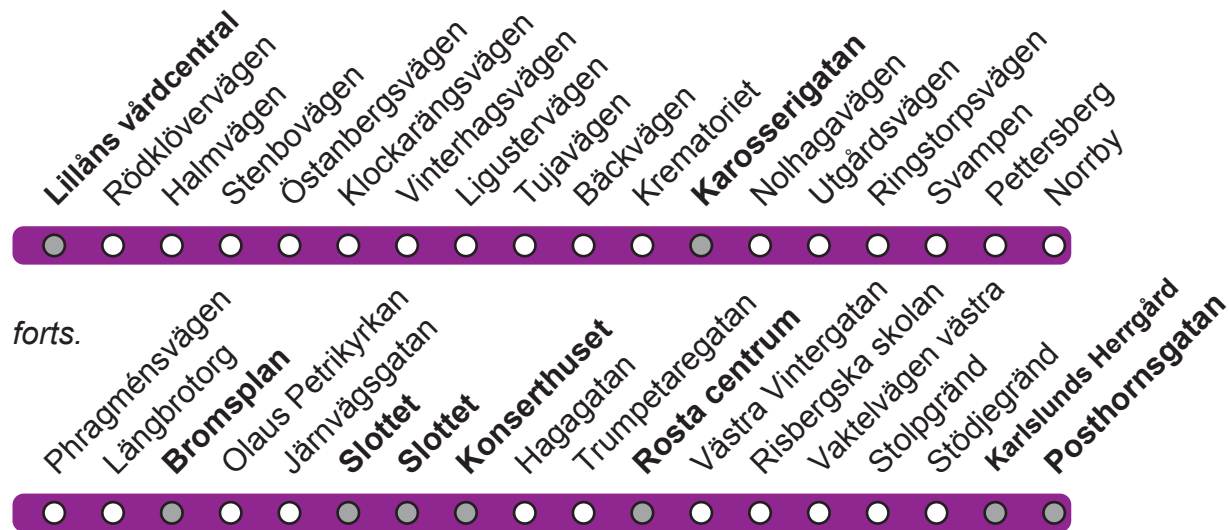 Lillåns vårdcentral
Rödklövervägen
Halmvägen
Stenbovägen
Östanbergsvägen
Klockarängsvägen
Vinterhagsvägen
Ligustervägen
Tujavägen
Bäckvägen
Krematoriet
Karosserigatan
Nolhagavägen
Utgårdsvägen
Ringstorpsvägen
Svampen
Pettersberg
Norrby
forts.
Phragménsvägen
Längbrotorg
Bromsplan
Olaus Petrikyrkan
Järnvägsgatan
Slottet
Slottet
Konserthuset
Hagagatan
Trumpetaregatan
Rosta centrum
Västra Vintergatan
Risbergska skolan
Vaktelvägen västra
Stolpgränd
Stödjegränd
Karlslunds Herrgård
Posthornsgatan